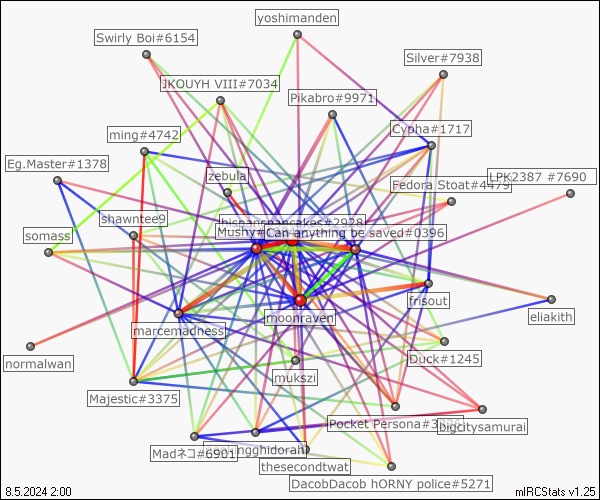 yoshimanden
Swirly Boi#6154
Silver#7938
JKOUYH VIII#7034
Pikabro#9971
Cypha#1717
ming#4742
Eg.Master#1378
zebula
LPK2387 #7690
Fedora Stoat#4479
shawntee9
hispanicpancakes#2928
Mushy# Can anything be saved#0396
somass
frisout
eliakith
moonraven
marcemadness
normalwan
Duck#1245
mukszi
Majestic#3375
Pocket Persona#3
bigcitysamurai
Madネコ#6901
ngghidorah
thesecondtwat
DacobDacob hORNY police#5271
8.5.2024 2:00
mIRCStats v1.25